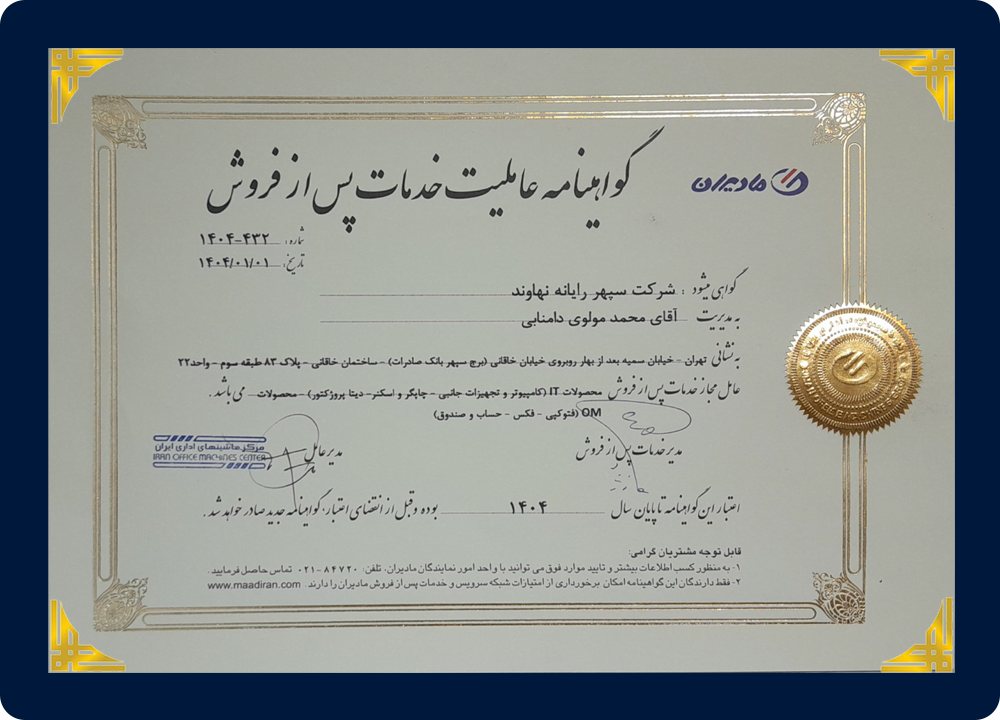 مادیران
گواهینامه عاملیت خدمات پس از فروش
شماره: ۱۴۰۴-۴۳۲
تاریخ: ۱۴۰۴/۰۱/۰۱
گواهی میشود : شرکت سپهر رایانه نهاوند
به مدیریت آقای محمد مولوی دامنابی
به نشانی تهران - خیابان سمیه بعد از بهار روبروی خیابان خاقانی (برج سپهر بانک صادرات) - ساختمان خاقانی - پلاک ۸۳ طبقه سوم - واحد۲۲
عامل مجاز خدمات پس از فروش محصولات IT (کامپیوتر و تجهیزات جانبی - چاپگر و اسکنر- دیتا پروژکتور) - محصولات می باشد .
OM (فتوکپی - فکس - حساب و صندوق)
مدیر خدمات پس از فروش
مدیر عامل
مرکز ماشینهای اداری ایران
IRAN OFFICE MACHINES CENTER
اعتبار این گواهینامه تا پایان سال ۱۴۰۴ بوده و قبل از انقضای اعتبار، گواهینامه جدید صادر خواهد شد .
قابل توجه مشتریان گرامی:
۱- به منظور کسب اطلاعات بیشتر و تایید موارد فوق می توانید با واحد امور نمایندگان مادیران، تلفن: ۸۴۷۲۰-۰۲۱ تماس حاصل فرمایید.
۲- فقط دارندگان این گواهینامه امکان برخورداری از امتیازات شبکه سرویس و خدمات پس از فروش مادیران را دارند. www.maadiran.com